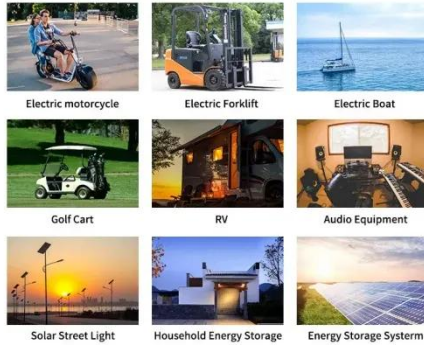 Electric motorcycle
Electric Forklift
Electric Boat
Golf Cart
RV
Audio Equipment
Solar Street Light
Household Energy Storage
Energy Storage Systerm